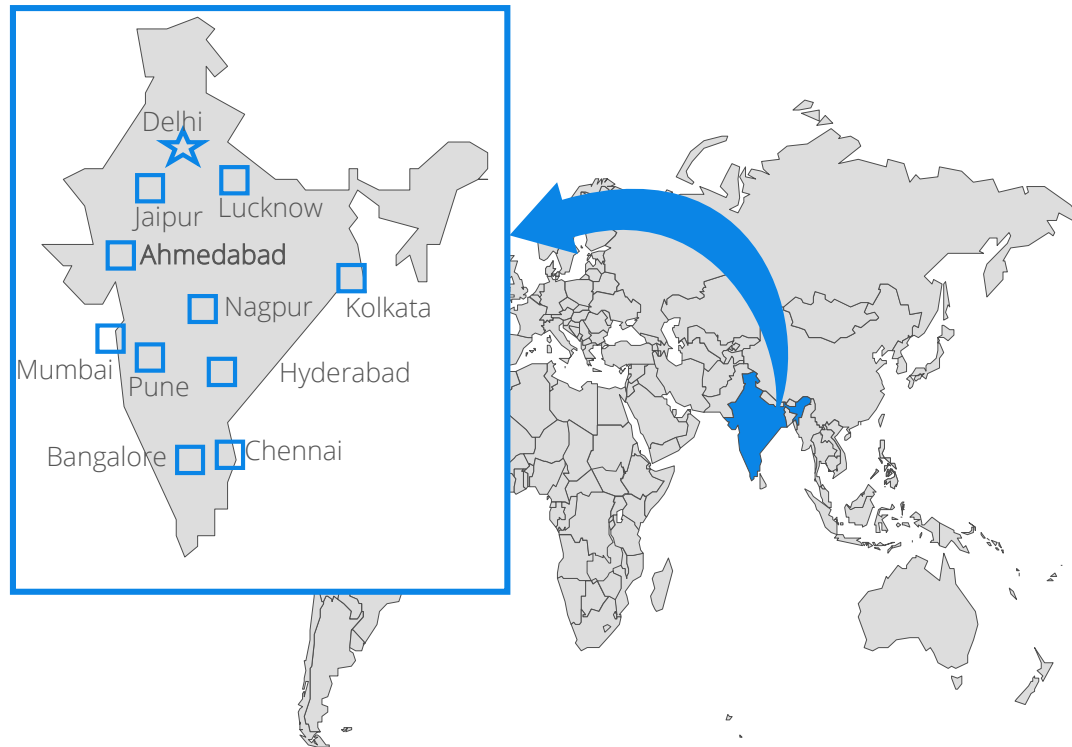 Delhi
Lucknow
Jaipur
Ahmedabad
Nagpur
Kolkata
Mumbai
Pune
Hyderabad
Bangalore
Chennai